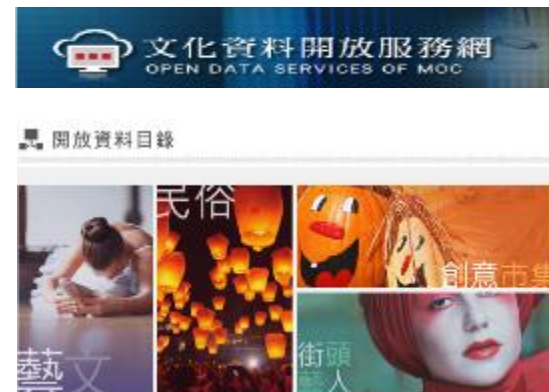 文化資料開放服務網
OPEN DATA SERVICES OF MOC
開放資料目錄
民俗
創意市集
藝文
街頭
藝人